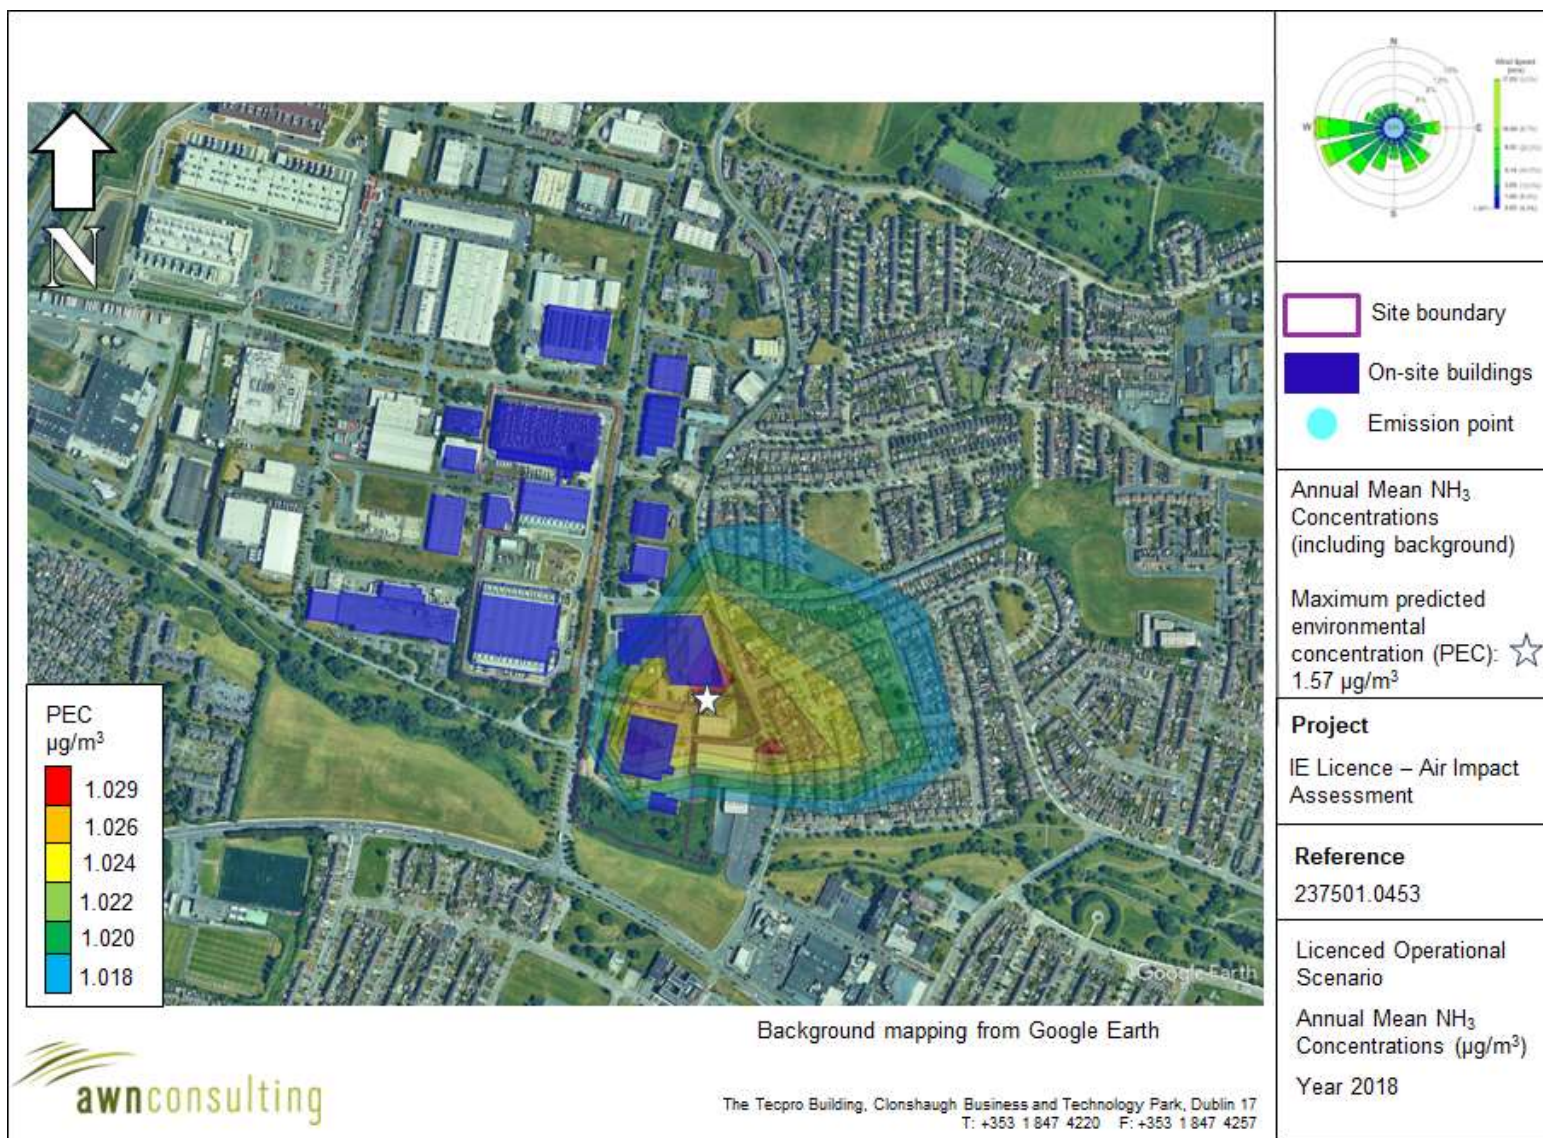 N
W
E
S
N
Site boundary
On-site buildings
Emission point
Annual Mean NH₃
Concentrations
(including background)
Maximum predicted
environmental
concentration (PEC):
1.57 µg/m³
Project
IE Licence – Air Impact
Assessment
Reference
237501.0453
Licenced Operational
Scenario
Annual Mean NH₃
Concentrations (µg/m³)
Year 2018
PEC
µg/m³
1.029
1.026
1.024
1.022
1.020
1.018
Google Earth
Background mapping from Google Earth
awnconsulting
The Tecpro Building, Clonshaugh Business and Technology Park, Dublin 17
T: +353 1 847 4220 F: +353 1 847 4257